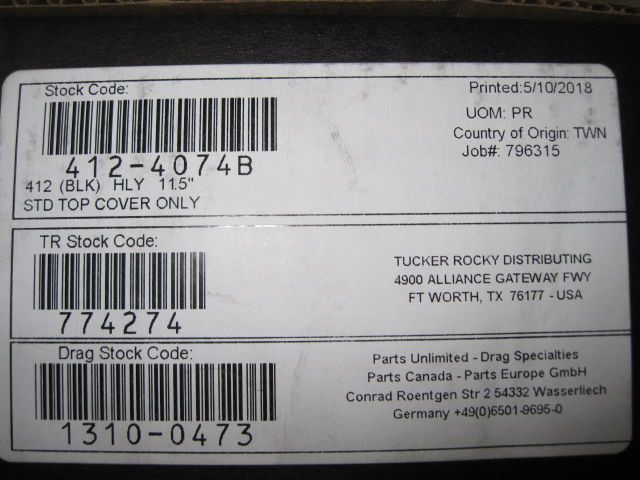 Stock Code:
Printed:5/10/2018
UOM: PR
Country of Origin: TWN
Job#: 796315
412-4074B
412 (BLK) HLY 11.5"
STD TOP COVER ONLY
TR Stock Code:
774274
TUCKER ROCKY DISTRIBUTING
4900 ALLIANCE GATEWAY FWY
FT WORTH, TX 76177 - USA
Drag Stock Code:
1310-0473
Parts Unlimited - Drag Specialties
Parts Canada - Parts Europe GmbH
Conrad Roentgen Str 2 54332 Wasserliech
Germany +49(0)6501-9695-0